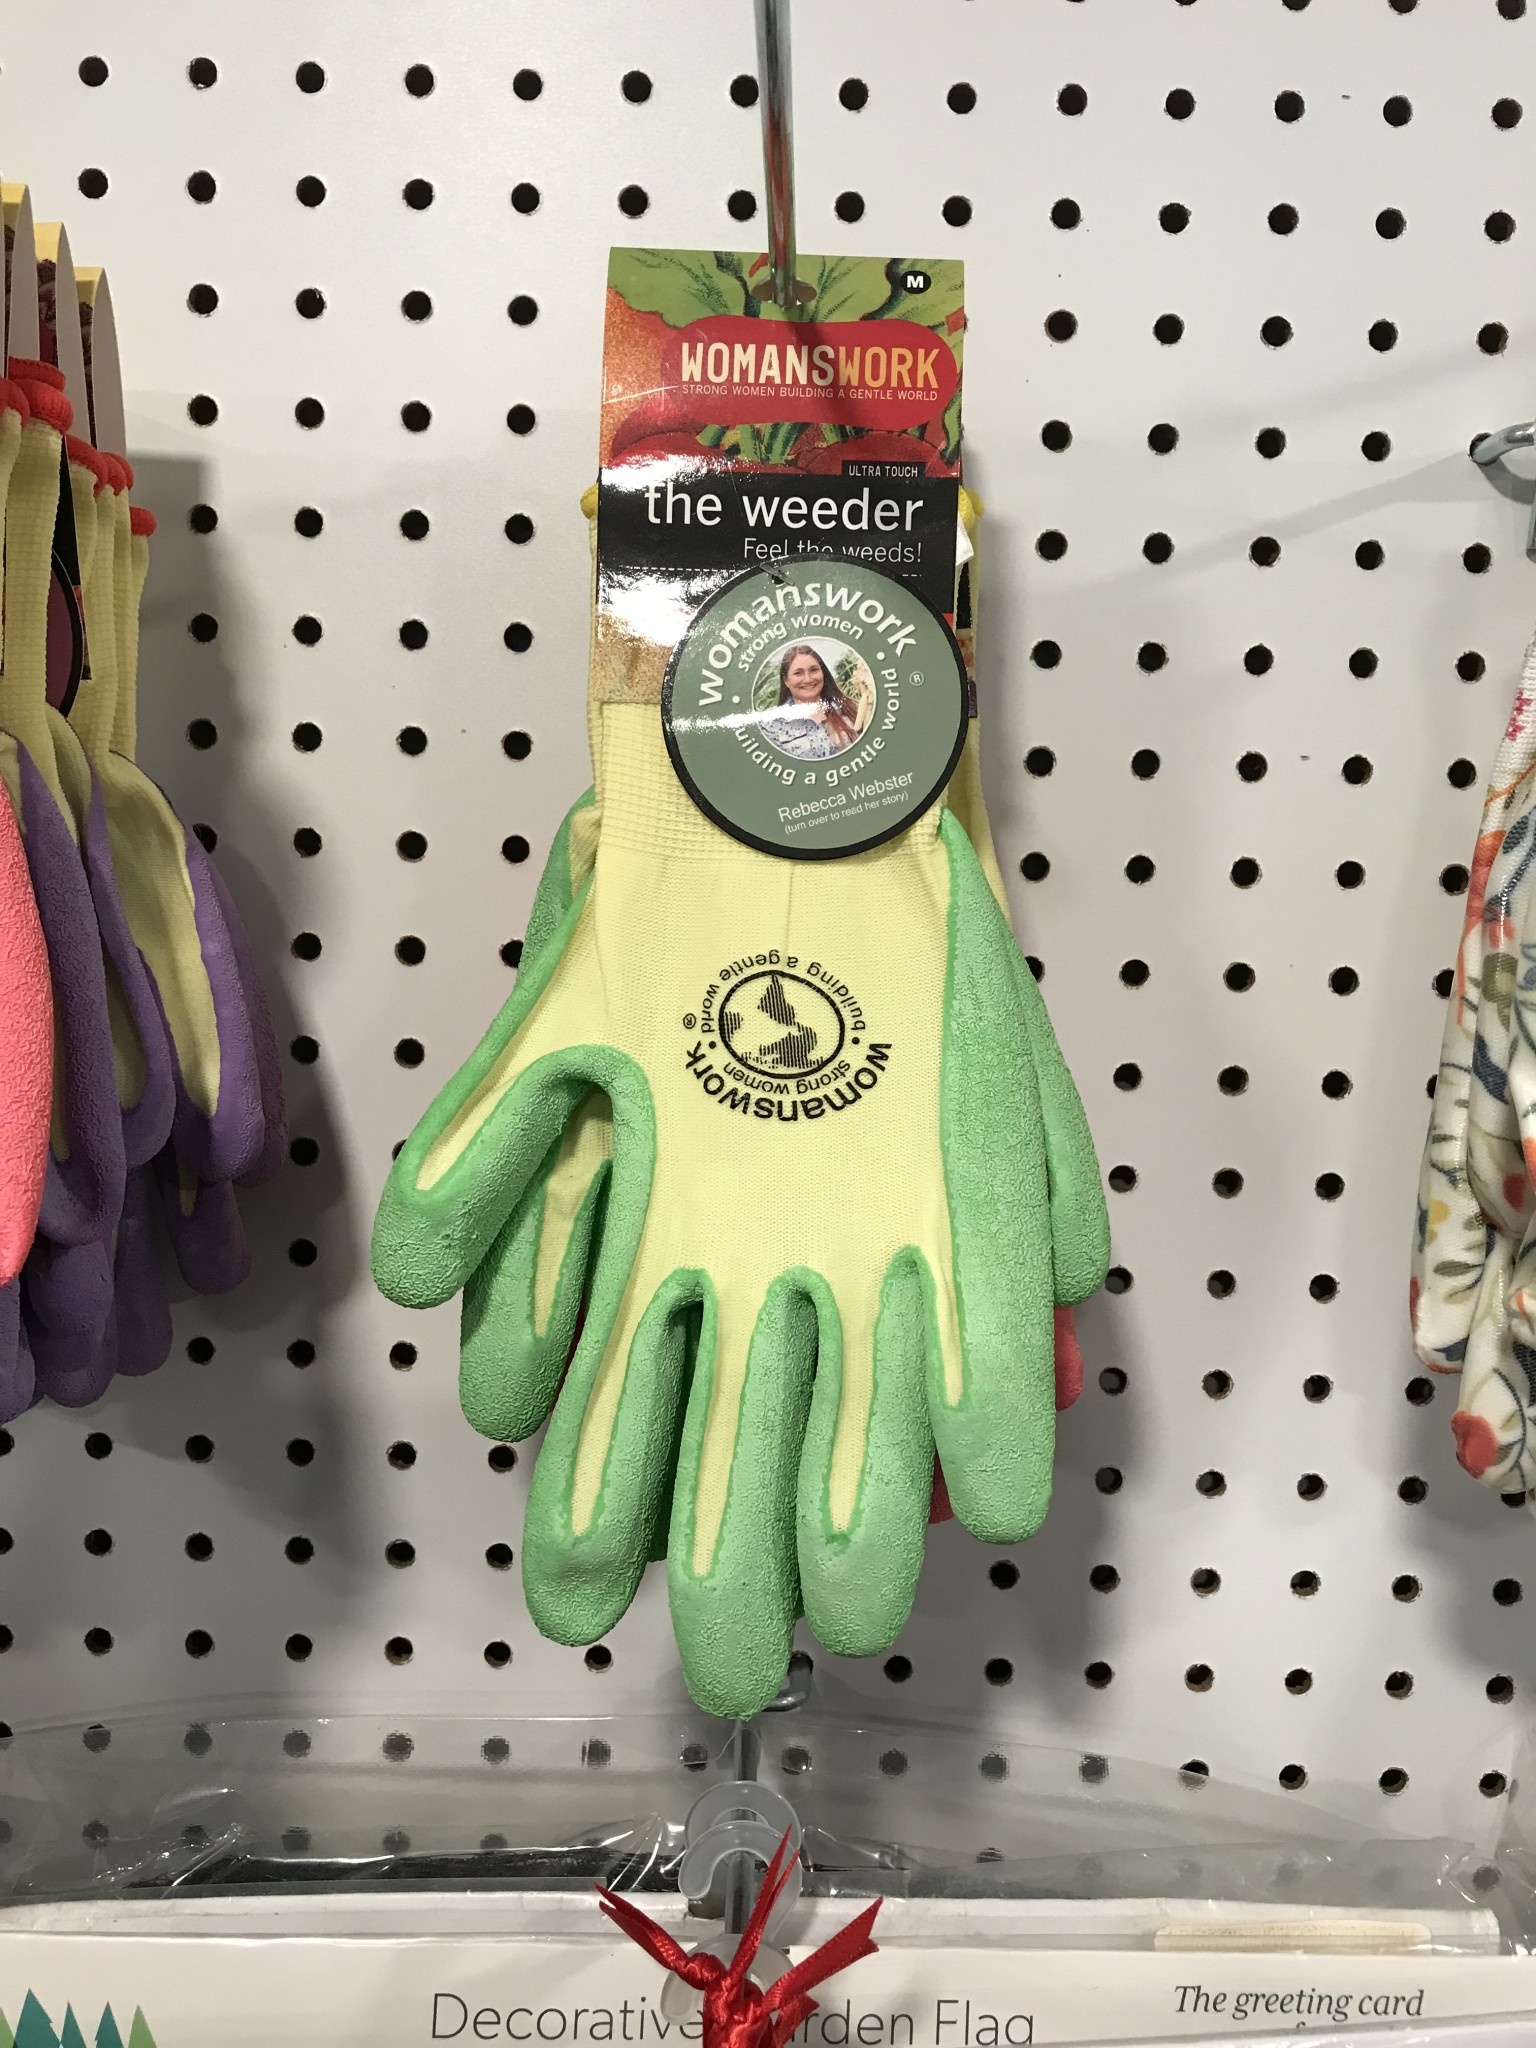 M
WOMANSWORK
STRONG WOMEN BUILDING A GENTLE WORLD
ULTRA TOUCH
the weeder
Feel the weeds!
womanswork ®
strong women
building a gentle world
Rebecca Webster
(turn over to read her story)
womanswork ®
strong women
building a gentle world
Decorative Garden Flag
The greeting card